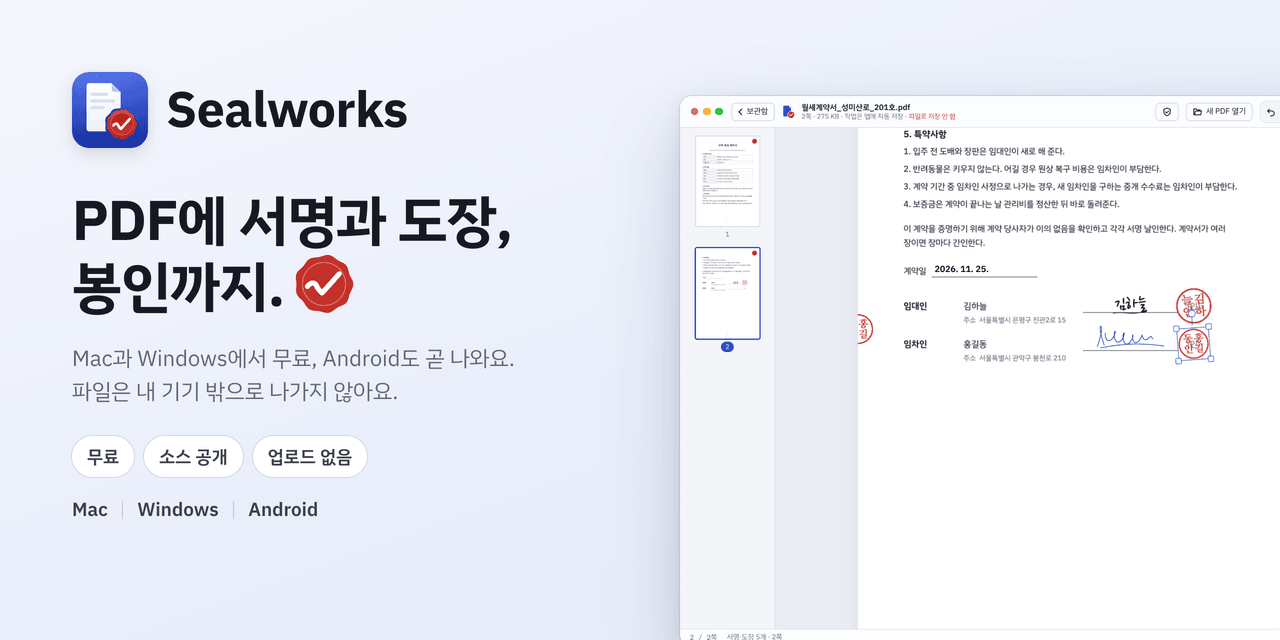 Sealworks
PDF에 서명과 도장,
봉인까지.
Mac과 Windows에서 무료, Android도 곧 나와요.
파일은 내 기기 밖으로 나가지 않아요.
무료
소스 공개
업로드 없음
Mac
Windows
Android
보관함
월세계약서_성미산로_201호.pdf
2쪽 · 275 KB · 작업은 앱에 자동 저장 · 파일로 저장 안 함
새 PDF 열기
1
2
5. 특약사항
1. 입주 전 도배와 장판은 임대인이 새로 해 준다.
2. 반려동물은 키우지 않는다. 어길 경우 원상 복구 비용은 임차인이 부담한다.
3. 계약 기간 중 임차인 사정으로 나가는 경우, 새 임차인을 구하는 중개 수수료는 임차인이 부담한다.
4. 보증금은 계약이 끝나는 날 관리비를 정산한 뒤 바로 돌려준다.
이 계약을 증명하기 위해 계약 당사자가 이의 없음을 확인하고 각각 서명 날인한다. 계약서가 여러
장이면 장마다 간인한다.
계약일 2026. 11. 25.
임대인 김하늘 김하늘
주소 서울특별시 은평구 진관2로 15
홍길
임차인 홍길동
주소 서울특별시 관악구 봉천로 210
2 / 2쪽 서명·도장 5개 · 2쪽